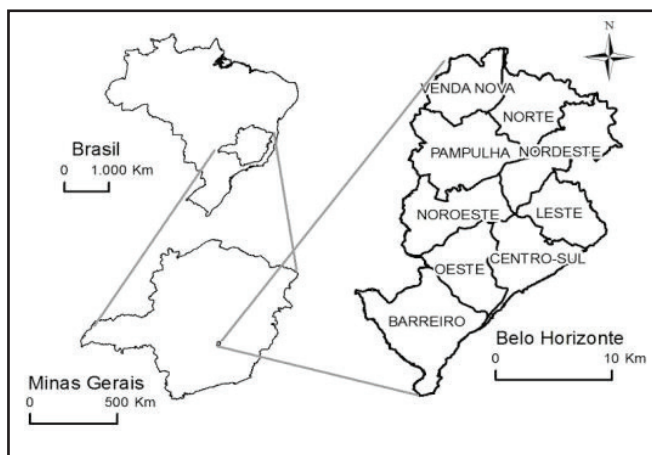 N
VENDA NOVA
NORTE
Brasil
0 1.000 Km
PAMPULHA
NORDESTE
NOROESTE
LESTE
OESTE
CENTRO-SUL
BARREIRO
Belo Horizonte
0 10 Km
Minas Gerais
0 500 Km